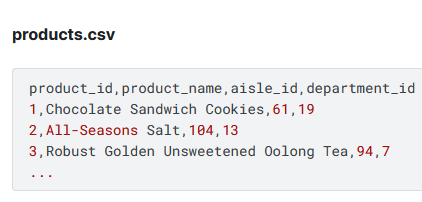 products.csv
product_id,product_name,aisle_id,department_id
1,Chocolate Sandwich Cookies,61,19
2,All-Seasons Salt,104,13
3,Robust Golden Unsweetened Oolong Tea,94,7
...